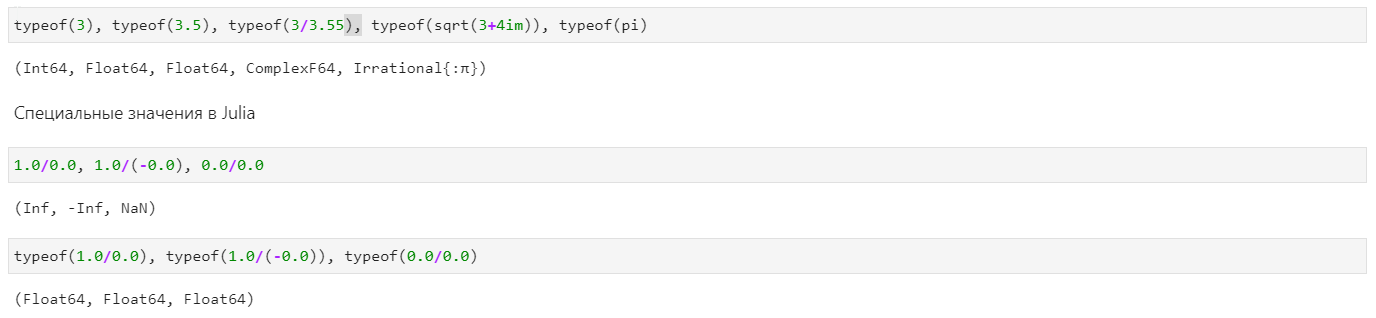 typeof(3), typeof(3.5), typeof(3/3.55), typeof(sqrt(3+4im)), typeof(pi)
(Int64, Float64, Float64, ComplexF64, Irrational{:π})
Специальные значения в Julia
1.0/0.0, 1.0/(-0.0), 0.0/0.0
(Inf, -Inf, NaN)
typeof(1.0/0.0), typeof(1.0/(-0.0)), typeof(0.0/0.0)
(Float64, Float64, Float64)